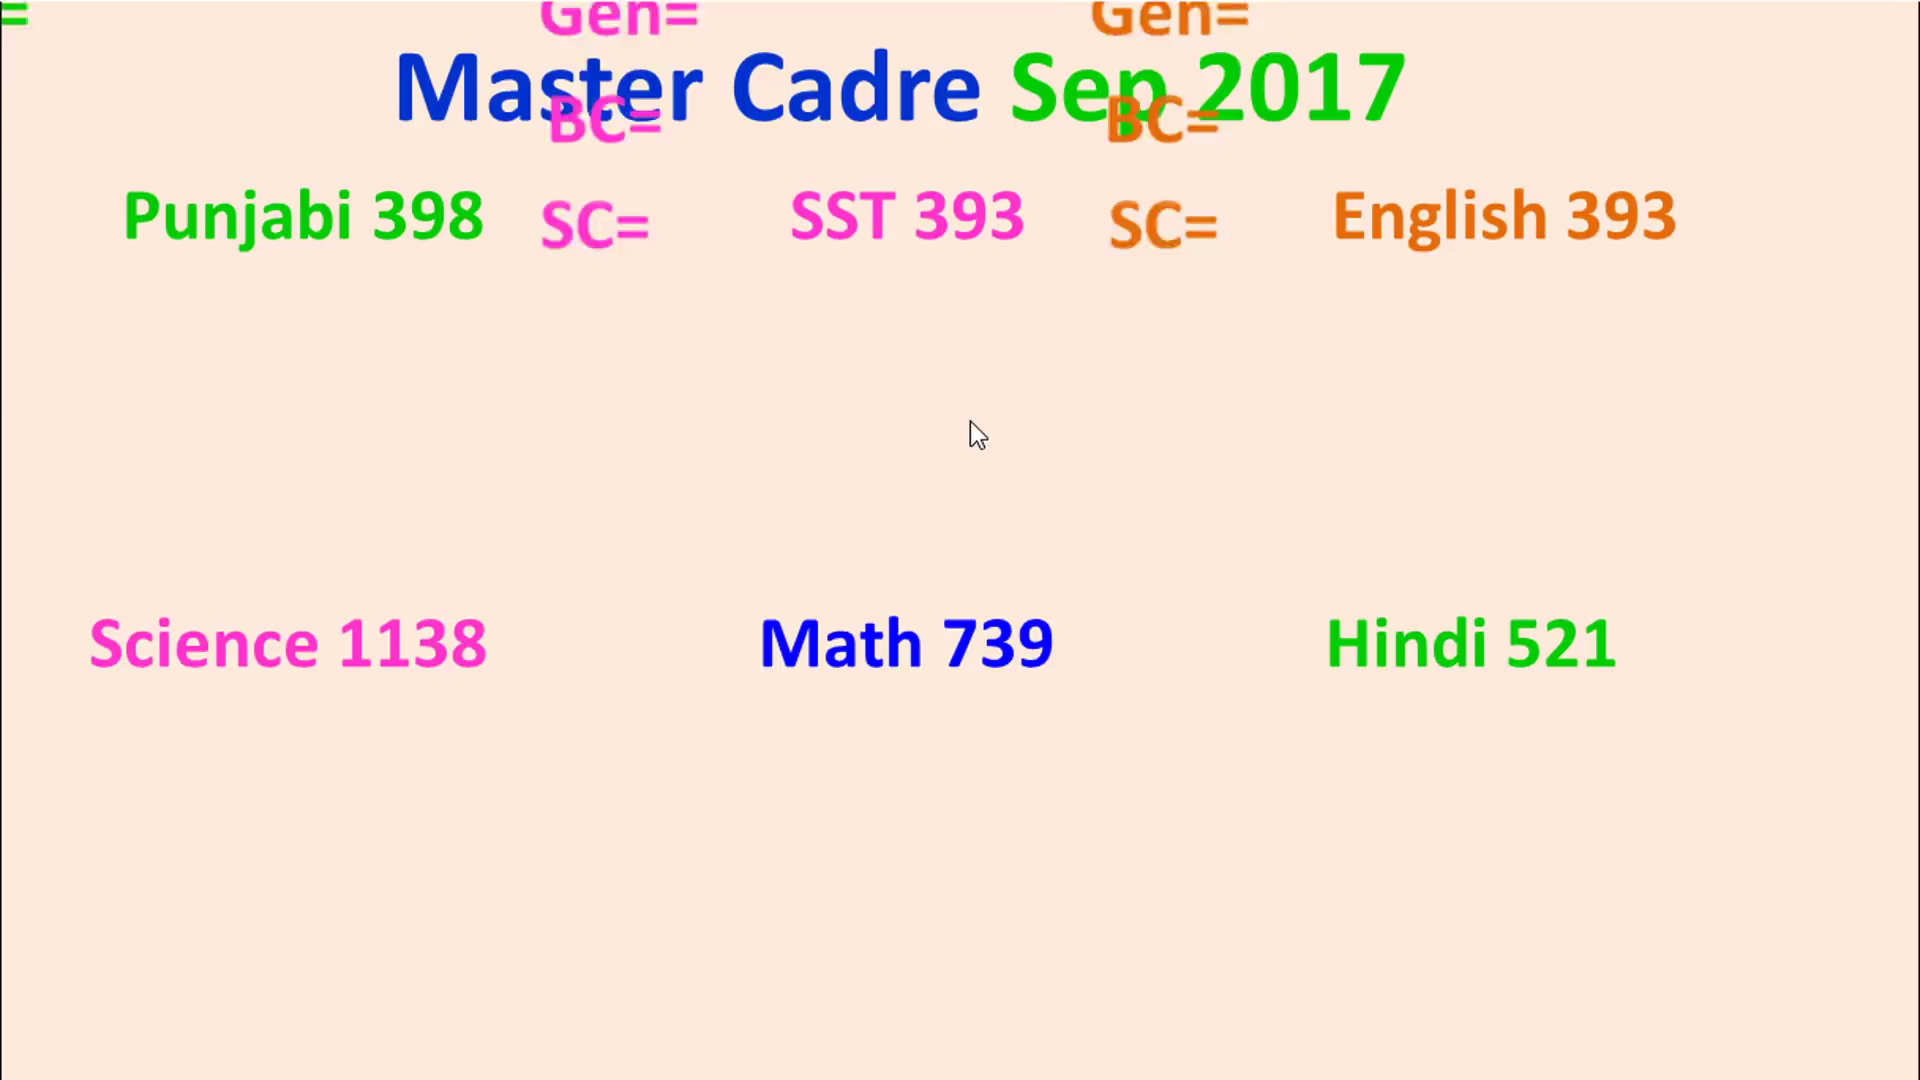 =
Gen=
Gen=
Master Cadre Sep 2017
BC=
BC=
Punjabi 398
SC=
SST 393
SC=
English 393
Science 1138
Math 739
Hindi 521